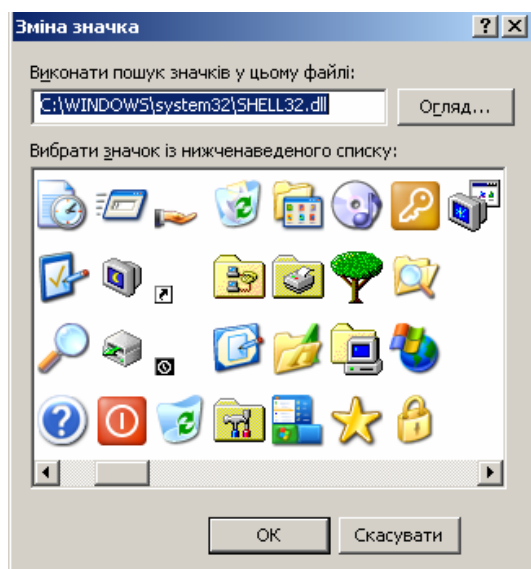 Зміна значка
Виконати пошук значків у цьому файлі:
C:\WINDOWS\system32\SHELL32.dll
Огляд...
Вибрати значок із нижченаведеного списку:
OK
Скасувати